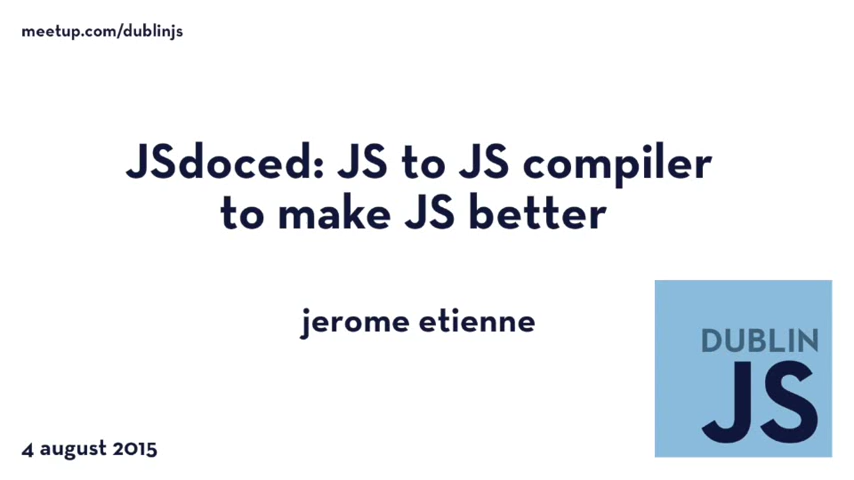 meetup.com/dublinjs
JSdoced: JS to JS compiler
to make JS better
jerome etienne
DUBLIN
JS
4 august 2015